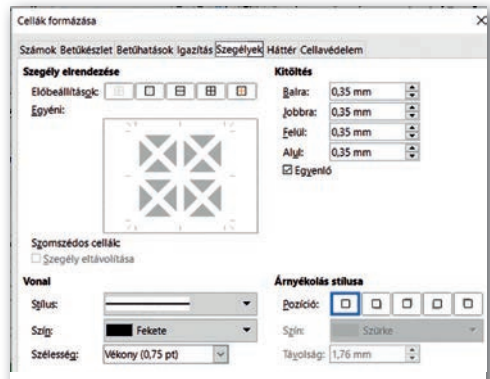 Cellák formázása
Számok Betűkészlet Betűhatások Igazítás Szegélyek Háttér Cellavédelem
Szegély elrendezése
Előbeállítások:
Egyéni:
Szomszédos cellák:
Szegély eltávolítása
Kitöltés
Balra: 0,35 mm
Jobbra: 0,35 mm
Felül: 0,35 mm
Alul: 0,35 mm
Egyenlő
Vonal
Stílus:
Szín: Fekete
Szélesség: Vékony (0,75 pt)
Árnyékolás stílusa
Pozíció:
Szín: Szürke
Távolság: 1,76 mm